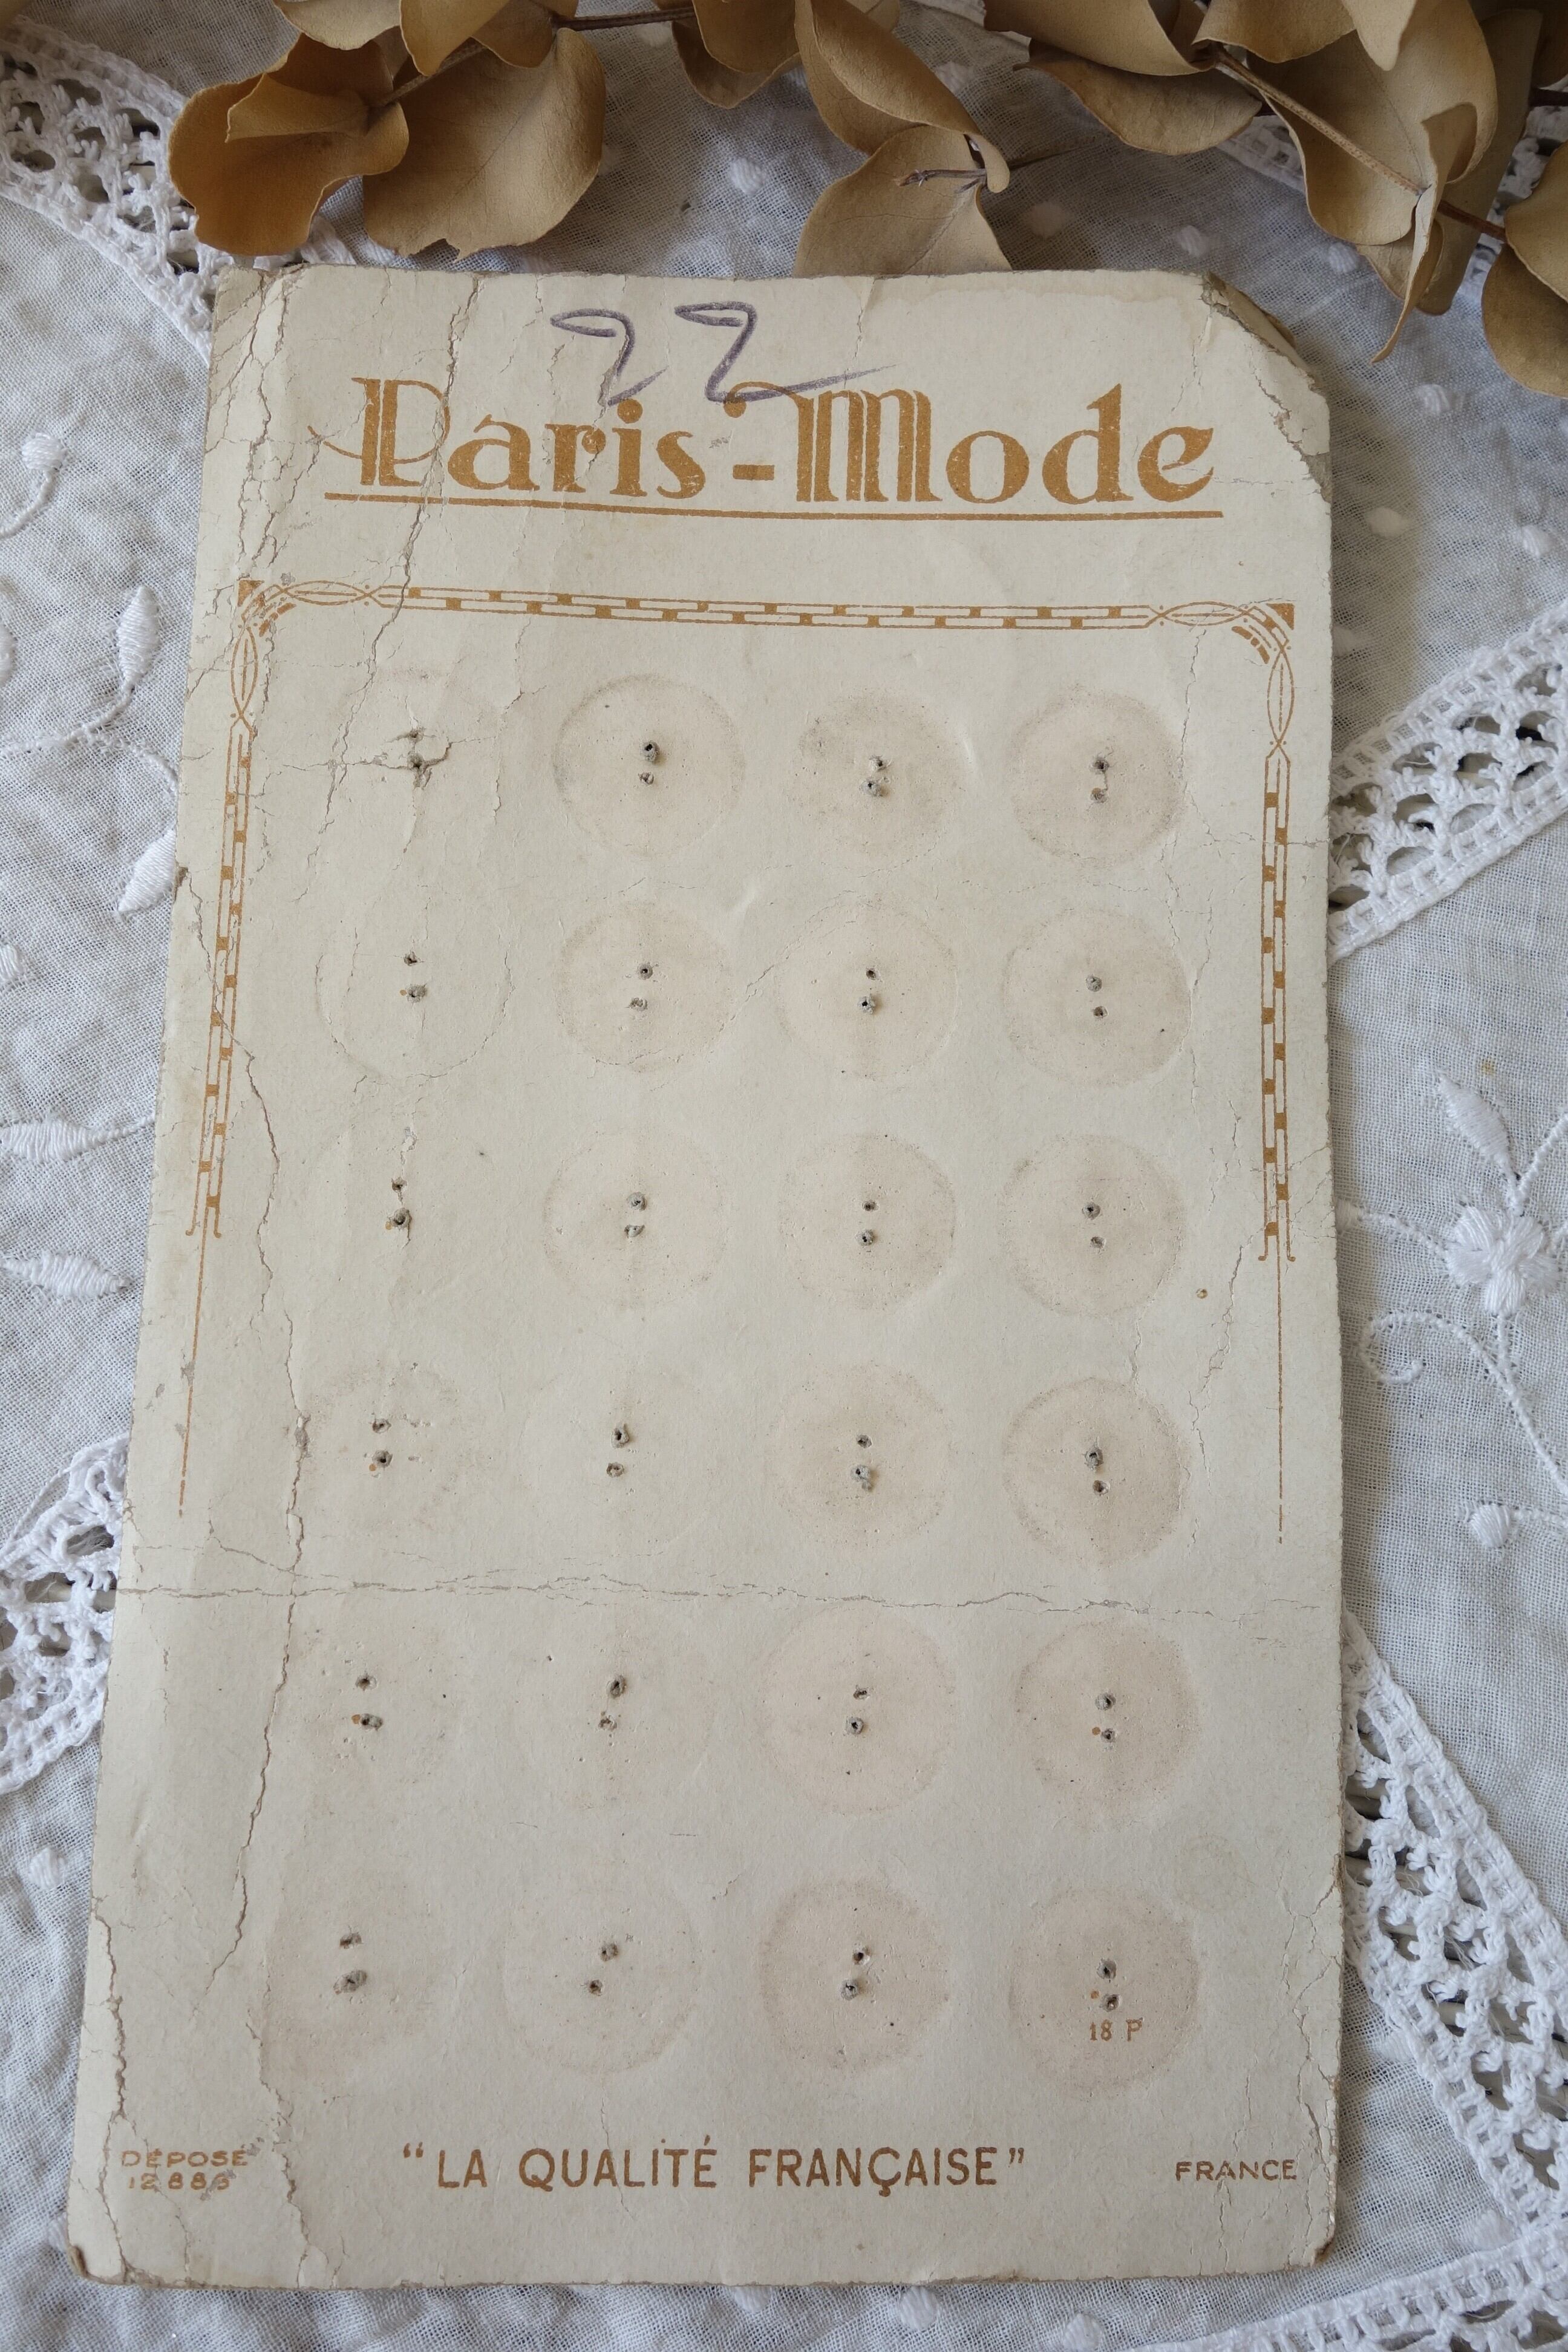 22
Paris-Mode
18 P
DÉPOSÉ
12886
"LA QUALITÉ FRANÇAISE"
FRANCE